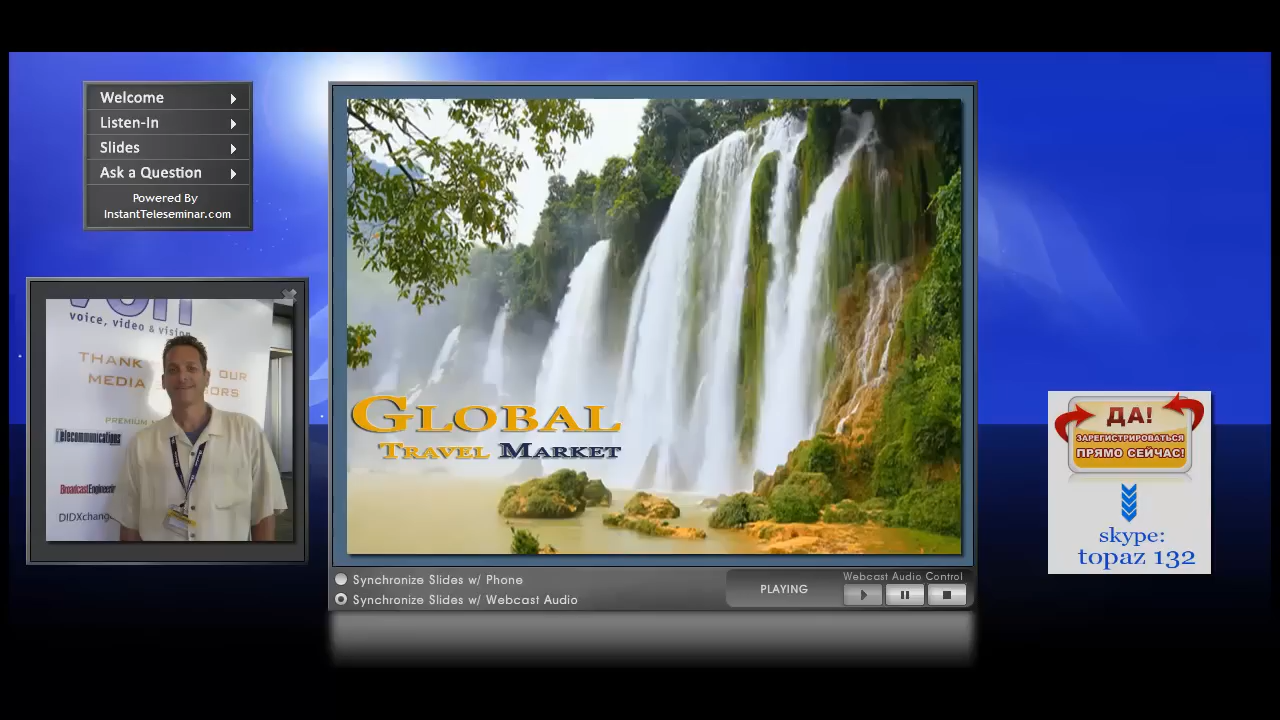 Welcome
Listen-In
Slides
Ask a Question
Powered By
InstantTeleseminar.com
voice, video & vision
THANK OUR
MEDIA
PREMIUM
Telecommunications
BroadcastEngineering
DIDXchang
GLOBAL
TRAVEL MARKET
Synchronize Slides w/ Phone
Synchronize Slides w/ Webcast Audio
PLAYING
Webcast Audio Control
ДА!
ЗАРЕГИСТРИРОВАТЬСЯ
ПРЯМО СЕЙЧАС!
skype:
topaz 132